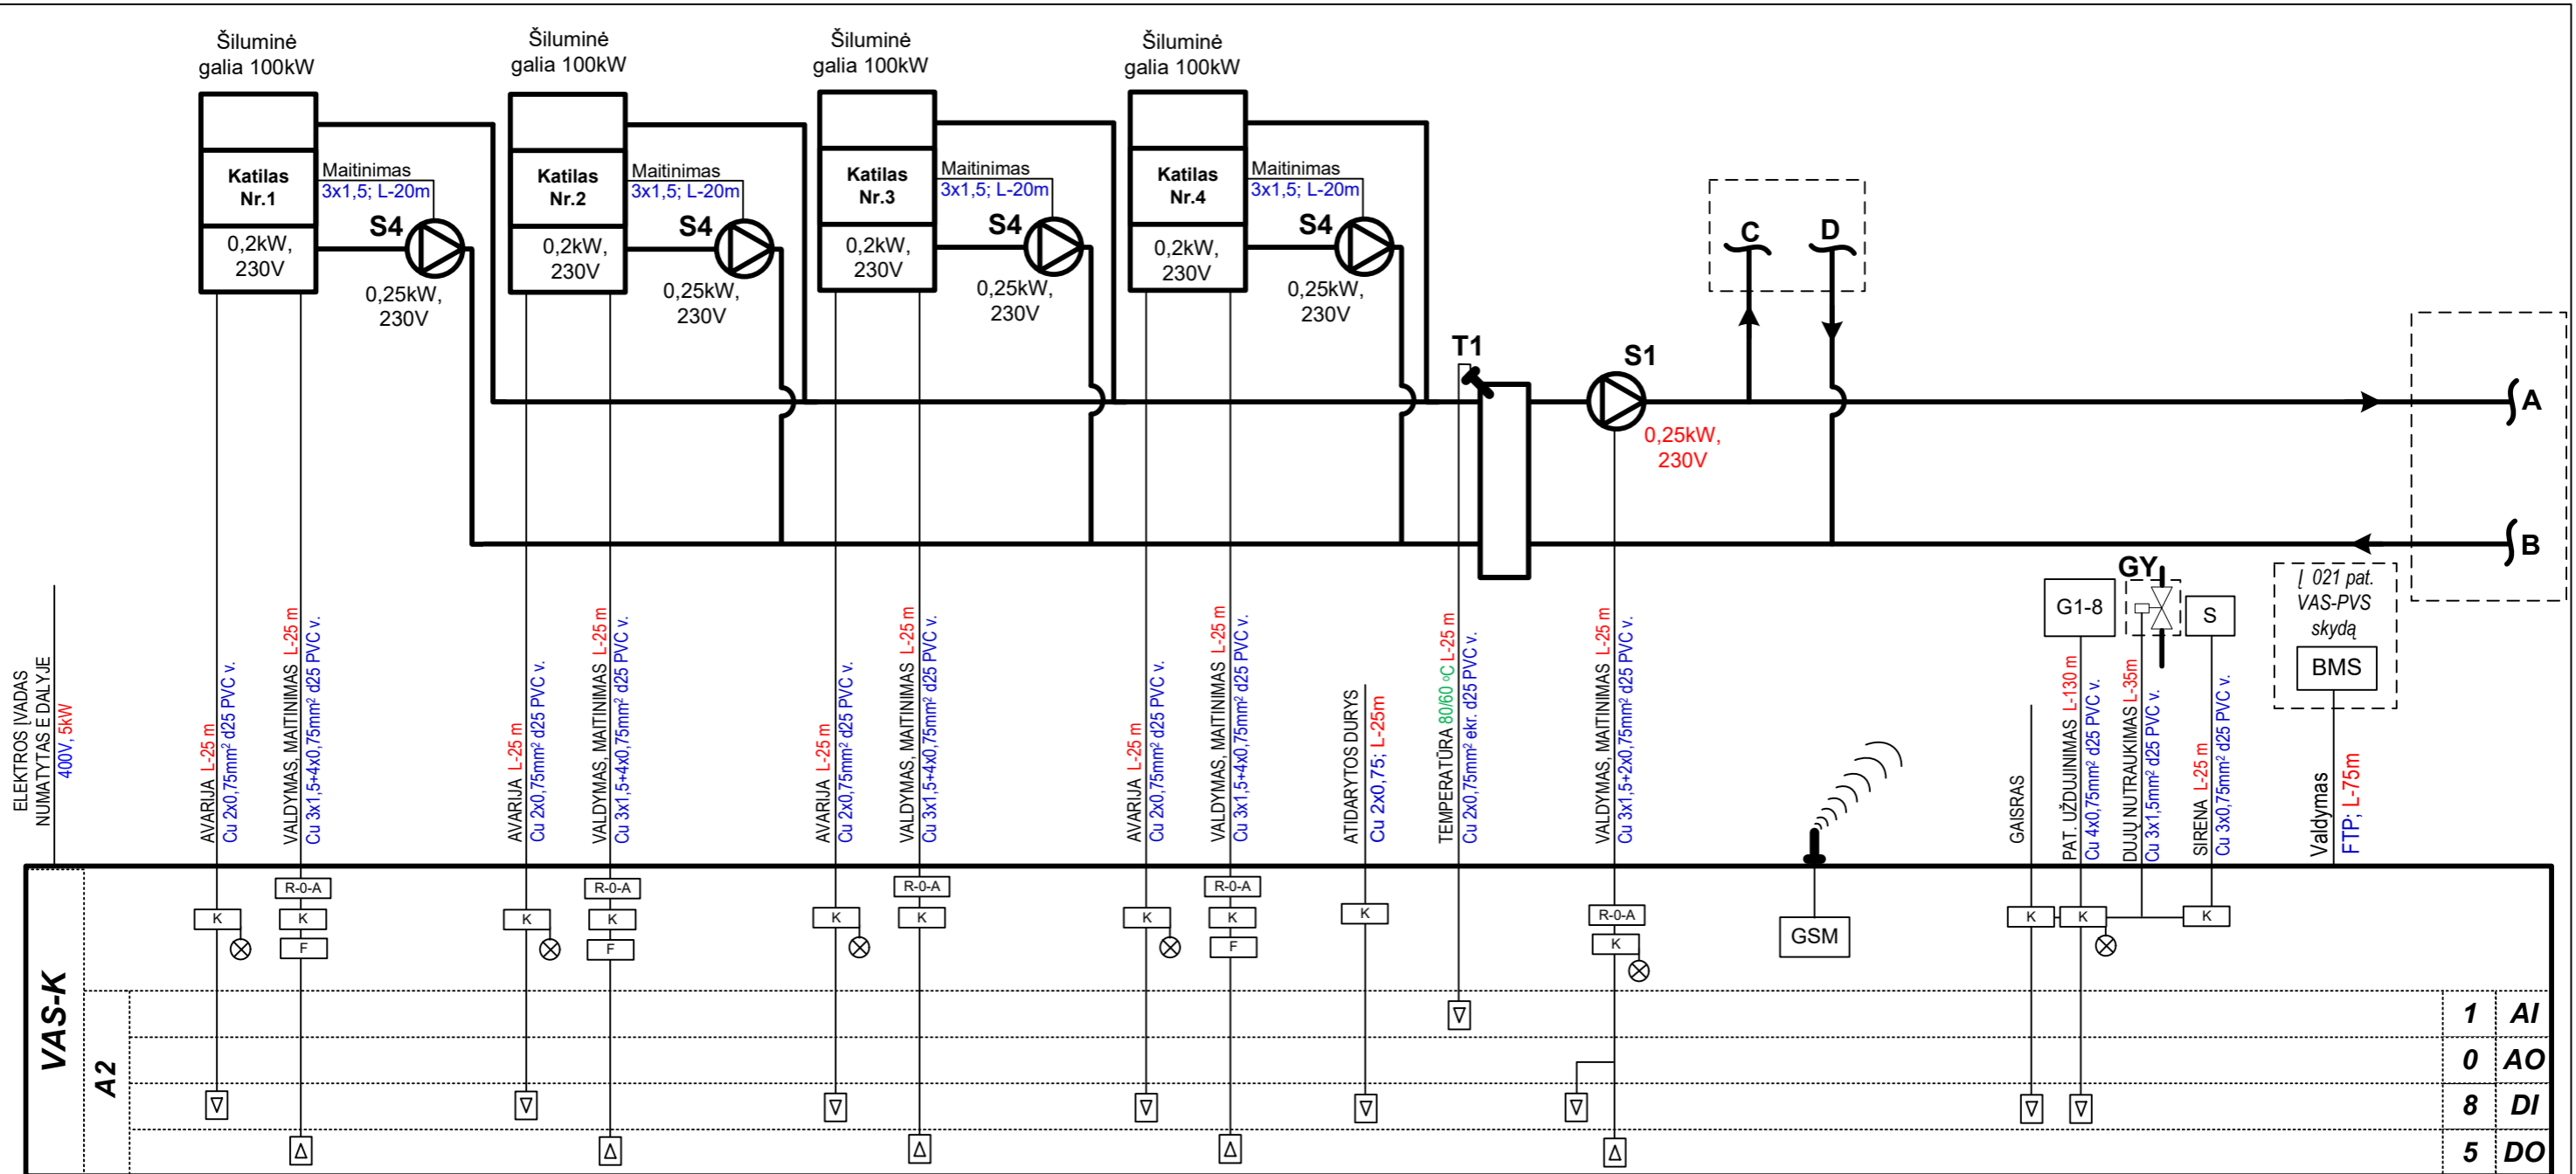 Šiluminė
galia 100kW
Šiluminė
galia 100kW
Šiluminė
galia 100kW
Šiluminė
galia 100kW
Katilas
Nr.1
0,2kW,
230V
Maitinimas
3x1,5; L-20m
S4
0,25kW,
230V
Katilas
Nr.2
0,2kW,
230V
Maitinimas
3x1,5; L-20m
S4
0,25kW,
230V
Katilas
Nr.3
0,2kW,
230V
Maitinimas
3x1,5; L-20m
S4
0,25kW,
230V
Katilas
Nr.4
0,2kW,
230V
Maitinimas
3x1,5; L-20m
S4
0,25kW,
230V
C
D
T1
S1
0,25kW,
230V
A
B
ELEKTROS ĮVADAS
NUMATYTAS E DALYJE
400V, 5kW
AVARIJA L-25 m
Cu 2x0,75mm² d25 PVC v.
VALDYMAS, MAITINIMAS L-25 m
Cu 3x1,5+4x0,75mm² d25 PVC v.
AVARIJA L-25 m
Cu 2x0,75mm² d25 PVC v.
VALDYMAS, MAITINIMAS L-25 m
Cu 3x1,5+4x0,75mm² d25 PVC v.
AVARIJA L-25 m
Cu 2x0,75mm² d25 PVC v.
VALDYMAS, MAITINIMAS L-25 m
Cu 3x1,5+4x0,75mm² d25 PVC v.
AVARIJA L-25 m
Cu 2x0,75mm² d25 PVC v.
VALDYMAS, MAITINIMAS L-25 m
Cu 3x1,5+4x0,75mm² d25 PVC v.
ATIDARYTOS DURYS
Cu 2x0,75; L-25m
TEMPERATŪRA 80/60 ºC L-25 m
Cu 2x0,75mm² ekr. d25 PVC v.
VALDYMAS, MAITINIMAS L-25 m
Cu 3x1,5+2x0,75mm² d25 PVC v.
GAISRAS
G1-8
PAT. UŽDUJINIMAS L-130 m
Cu 4x0,75mm² d25 PVC v.
GY
DUJŲ NUTRAUKIMAS L-35m
Cu 3x1,5mm² d25 PVC v.
S
SIRENA L-25 m
Cu 3x0,75mm² d25 PVC v.
Į 021 pat.
VAS-PVS
skydą
BMS
Valdymas
FTP; L-75m
VAS-K
A2
K
R-0-A
K
F
K
R-0-A
K
F
K
R-0-A
K
K
R-0-A
K
F
K
R-0-A
K
GSM
K
K
K
1 AI
0 AO
8 DI
5 DO